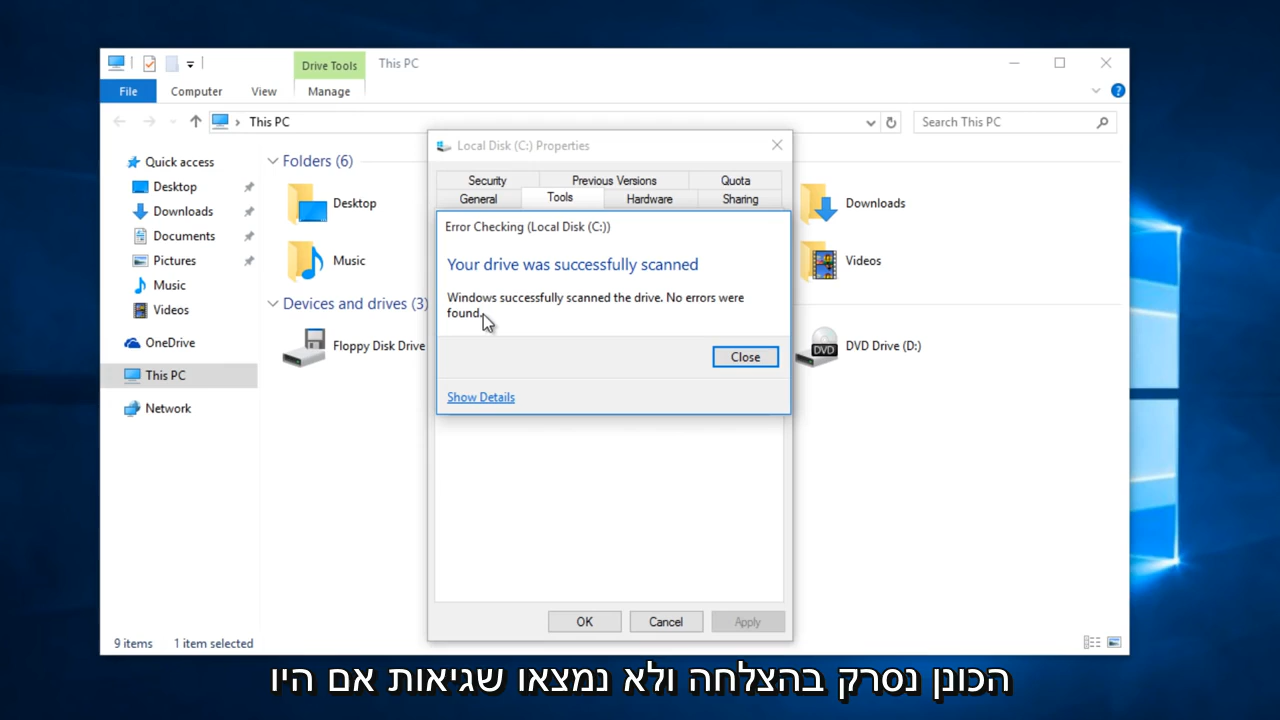 Drive Tools
This PC
File
Computer
View
Manage
This PC
Search This PC
Quick access
Desktop
Downloads
Documents
Pictures
Music
Videos
OneDrive
This PC
Network
Folders (6)
Desktop
Music
Devices and drives (3)
Floppy Disk Drive
Downloads
Videos
DVD
DVD Drive (D:)
Local Disk (C:) Properties
Security
Previous Versions
Quota
General
Tools
Hardware
Sharing
Error Checking (Local Disk (C:))
Your drive was successfully scanned
Windows successfully scanned the drive. No errors were
found.
Close
Show Details
OK
Cancel
Apply
9 items
1 item selected
הכונן נסרק בהצלחה ולא נמצאו שגיאות אם היו